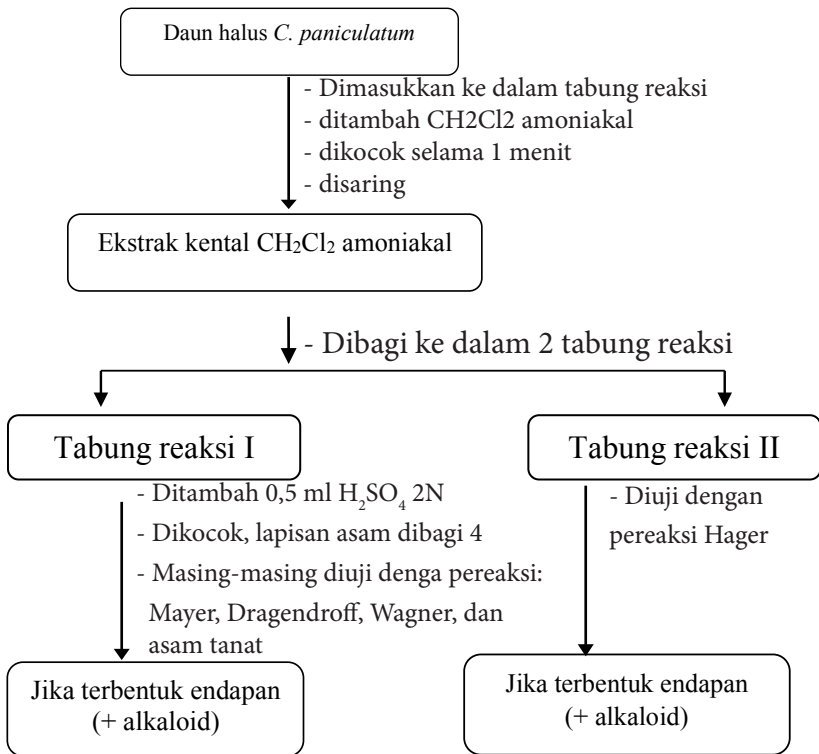 Daun halus C. paniculatum
- Dimasukkan ke dalam tabung reaksi
- ditambah CH2Cl2 amoniakal
- dikocok selama 1 menit
- disaring
Ekstrak kental CH₂Cl₂ amoniakal
- Dibagi ke dalam 2 tabung reaksi
Tabung reaksi I
- Ditambah 0,5 ml H₂SO₄ 2N
- Dikocok, lapisan asam dibagi 4
- Masing-masing diuji denga pereaksi:
Mayer, Dragendroff, Wagner, dan
asam tanat
Jika terbentuk endapan
(+ alkaloid)
Tabung reaksi II
- Diuji dengan
pereaksi Hager
Jika terbentuk endapan
(+ alkaloid)